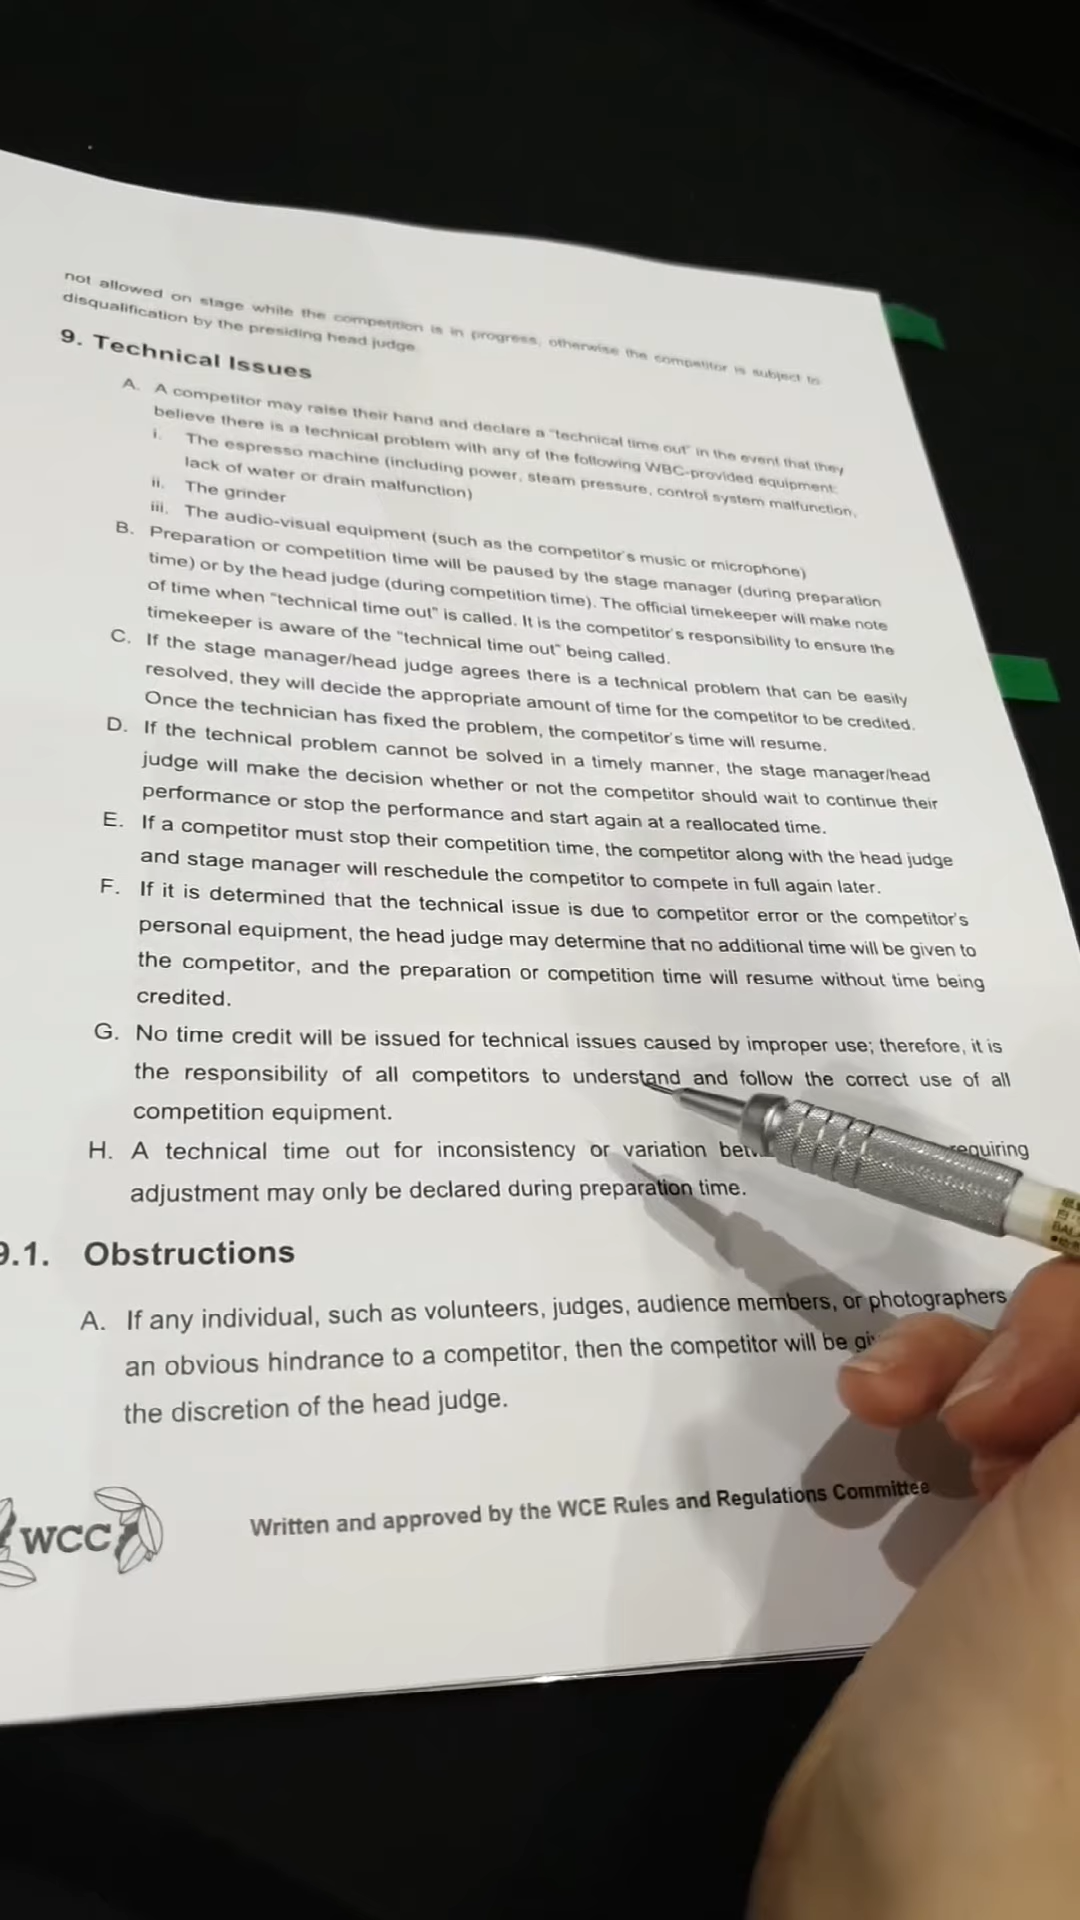 not allowed on stage while the competition is in progress, otherwise the competitor is subject to
disqualification by the presiding head judge.
9. Technical Issues
A. A competitor may raise their hand and declare a "technical time out" in the event that they
believe there is a technical problem with any of the following WBC-provided equipment:
i. The espresso machine (including power, steam pressure, control system malfunction,
lack of water or drain malfunction)
ii. The grinder
iii. The audio-visual equipment (such as the competitor's music or microphone)
B. Preparation or competition time will be paused by the stage manager (during preparation
time) or by the head judge (during competition time). The official timekeeper will make note
of time when "technical time out" is called. It is the competitor's responsibility to ensure the
timekeeper is aware of the "technical time out" being called.
C. If the stage manager/head judge agrees there is a technical problem that can be easily
resolved, they will decide the appropriate amount of time for the competitor to be credited.
Once the technician has fixed the problem, the competitor's time will resume.
D. If the technical problem cannot be solved in a timely manner, the stage manager/head
judge will make the decision whether or not the competitor should wait to continue their
performance or stop the performance and start again at a reallocated time.
E. If a competitor must stop their competition time, the competitor along with the head judge
and stage manager will reschedule the competitor to compete in full again later.
F. If it is determined that the technical issue is due to competitor error or the competitor's
personal equipment, the head judge may determine that no additional time will be given to
the competitor, and the preparation or competition time will resume without time being
credited.
G. No time credit will be issued for technical issues caused by improper use; therefore, it is
the responsibility of all competitors to understand and follow the correct use of all
competition equipment.
H. A technical time out for inconsistency or variation requiring
adjustment may only be declared during preparation time.
9.1. Obstructions
A. If any individual, such as volunteers, judges, audience members, or photographers
an obvious hindrance to a competitor, then the competitor will be
the discretion of the head judge.
WCC
Written and approved by the WCE Rules and Regulations Committee